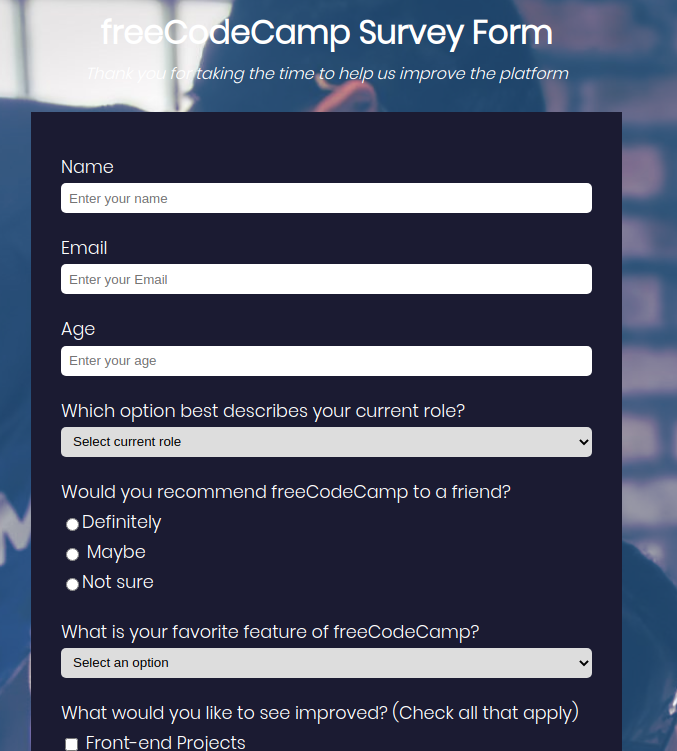 freeCodeCamp Survey Form
Thank you for taking the time to help us improve the platform
Name
Enter your name
Email
Enter your Email
Age
Enter your age
Which option best describes your current role?
Select current role
Would you recommend freeCodeCamp to a friend?
Definitely
Maybe
Not sure
What is your favorite feature of freeCodeCamp?
Select an option
What would you like to see improved? (Check all that apply)
Front-end Projects